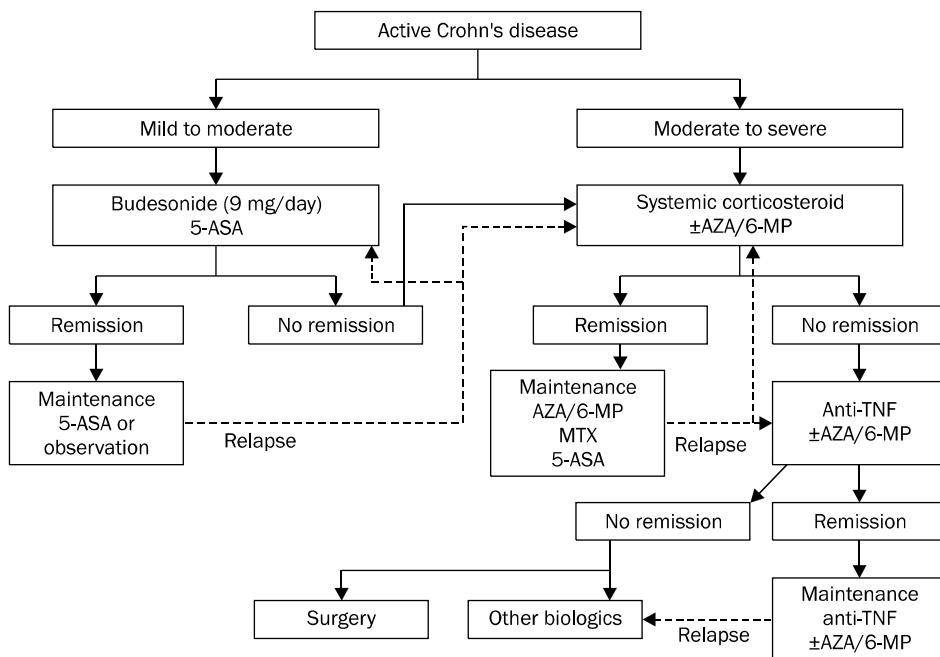 Active Crohn's disease
Mild to moderate
Moderate to severe
Budesonide (9 mg/day)
5-ASA
Systemic corticosteroid
±AZA/6-MP
Remission
No remission
Remission
No remission
Maintenance
5-ASA or
observation
Relapse
Maintenance
AZA/6-MP
MTX
5-ASA
Relapse
Anti-TNF
±AZA/6-MP
No remission
Remission
Surgery
Other biologics
Relapse
Maintenance
anti-TNF
±AZA/6-MP